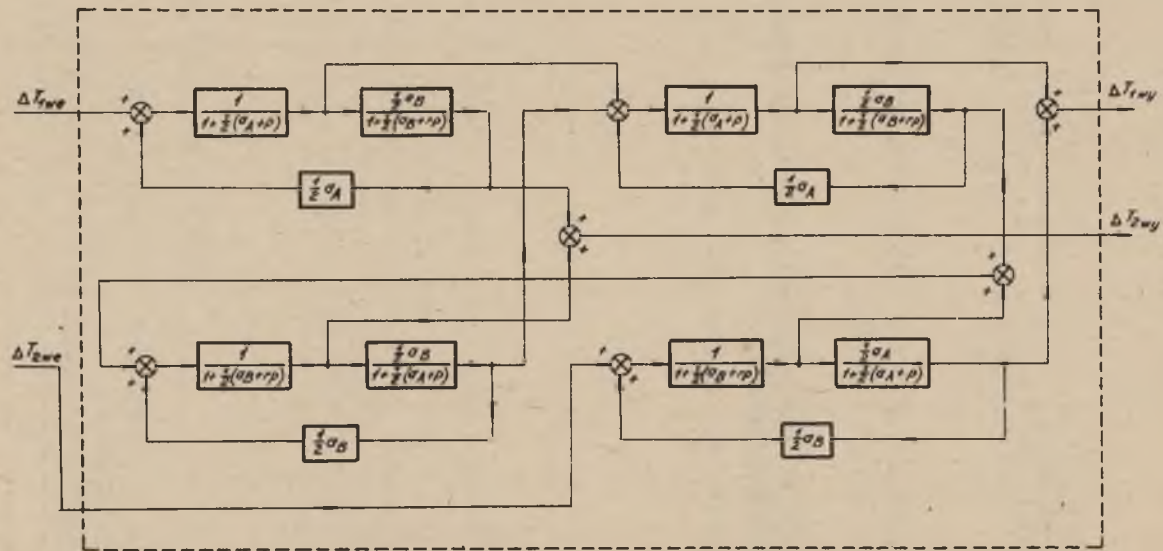 ΔT1we
+
+
1
1+½(aA+p)
½aB
1+½(aB+rp)
½aA
1
1+½(aA+p)
½aB
1+½(aB+rp)
½aA
+
+
ΔT1wy
+
+
ΔT2wy
+
+
ΔT2we
+
+
1
1+½(aB+rp)
½aB
1+½(aA+p)
½aB
+
+
1
1+½(aB+rp)
½aA
1+½(aA+p)
½aB